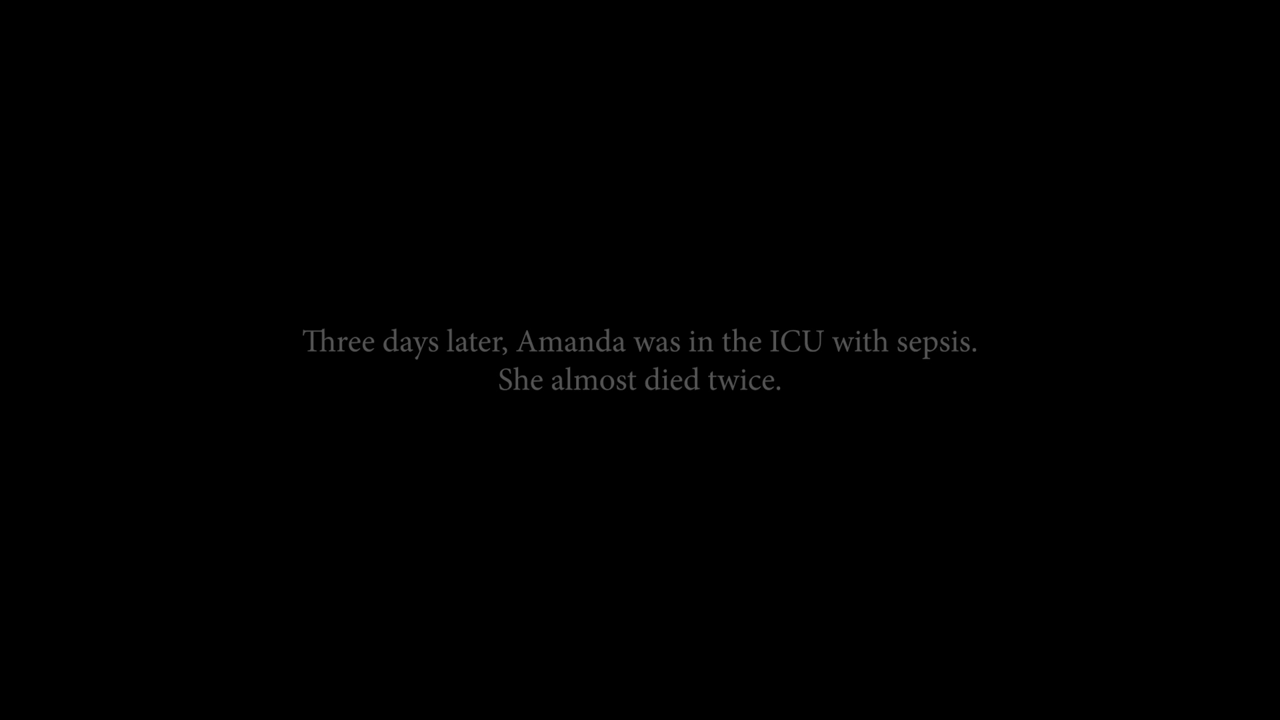 Three days later, Amanda was in the ICU with sepsis.
She almost died twice.